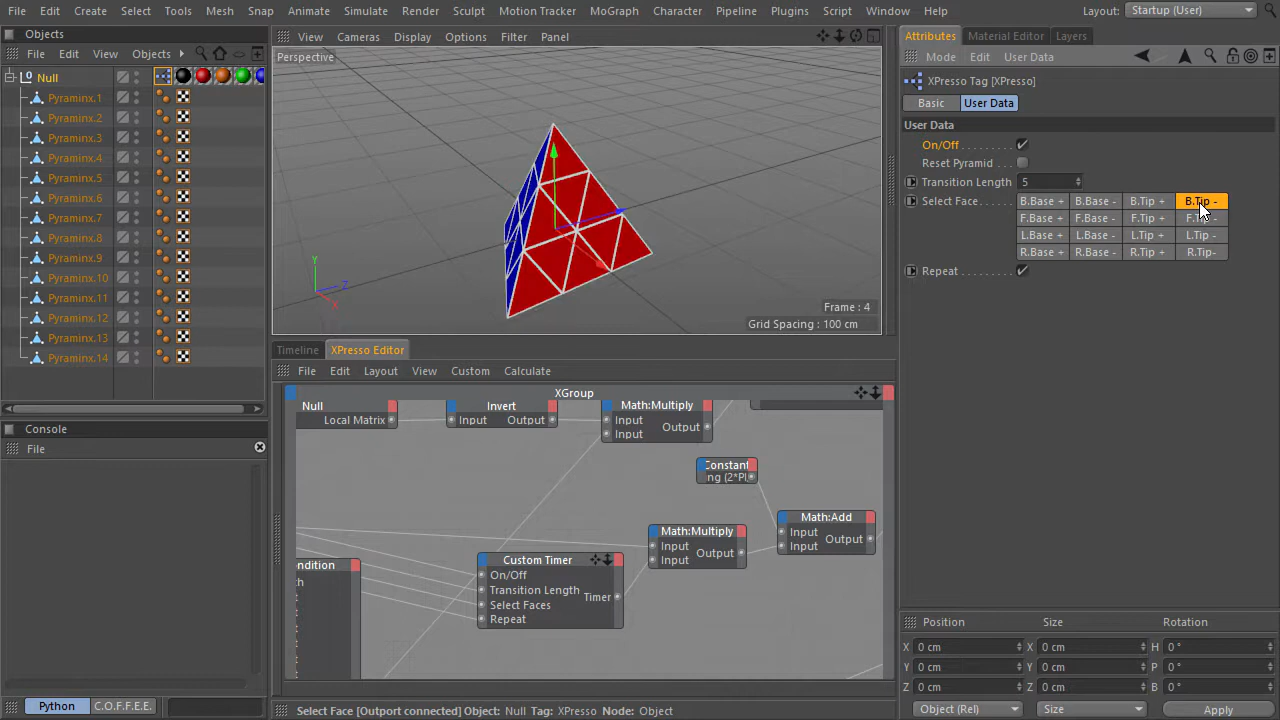 File Edit Create Select Tools Mesh Snap Animate Simulate Render Sculpt Motion Tracker MoGraph Character Pipeline Plugins Script Window Help Layout: Startup (User)
Objects
File Edit View Objects
Null
Pyraminx.1
Pyraminx.2
Pyraminx.3
Pyraminx.4
Pyraminx.5
Pyraminx.6
Pyraminx.7
Pyraminx.8
Pyraminx.9
Pyraminx.10
Pyraminx.11
Pyraminx.12
Pyraminx.13
Pyraminx.14
Console
File
Python C.O.F.F.E.E.
View Cameras Display Options Filter Panel
Perspective
Y
Z
X
Frame : 4
Grid Spacing : 100 cm
Timeline XPresso Editor
File Edit Layout View Custom Calculate
XGroup
Null
Local Matrix
Invert
Input Output
Math:Multiply
Input
Output
Input
Constant
ng (2*PI
Math:Add
Input
Output
Input
Math:Multiply
Input
Output
Input
ondition
th
Custom Timer
On/Off
Transition Length
Timer
Select Faces
Repeat
Select Face [Outport connected] Object: Null Tag: XPresso Node: Object
Attributes Material Editor Layers
Mode Edit User Data
XPresso Tag [XPresso]
Basic User Data
User Data
On/Off
Reset Pyramid
Transition Length 5
Select Face B.Base + B.Base - B.Tip + B.Tip -
F.Base + F.Base - F.Tip + F.Tip -
L.Base + L.Base - L.Tip + L.Tip -
R.Base + R.Base - R.Tip + R.Tip-
Repeat
Position Size Rotation
X 0 cm X 0 cm H 0 °
Y 0 cm Y 0 cm P 0 °
Z 0 cm Z 0 cm B 0 °
Object (Rel) Size Apply